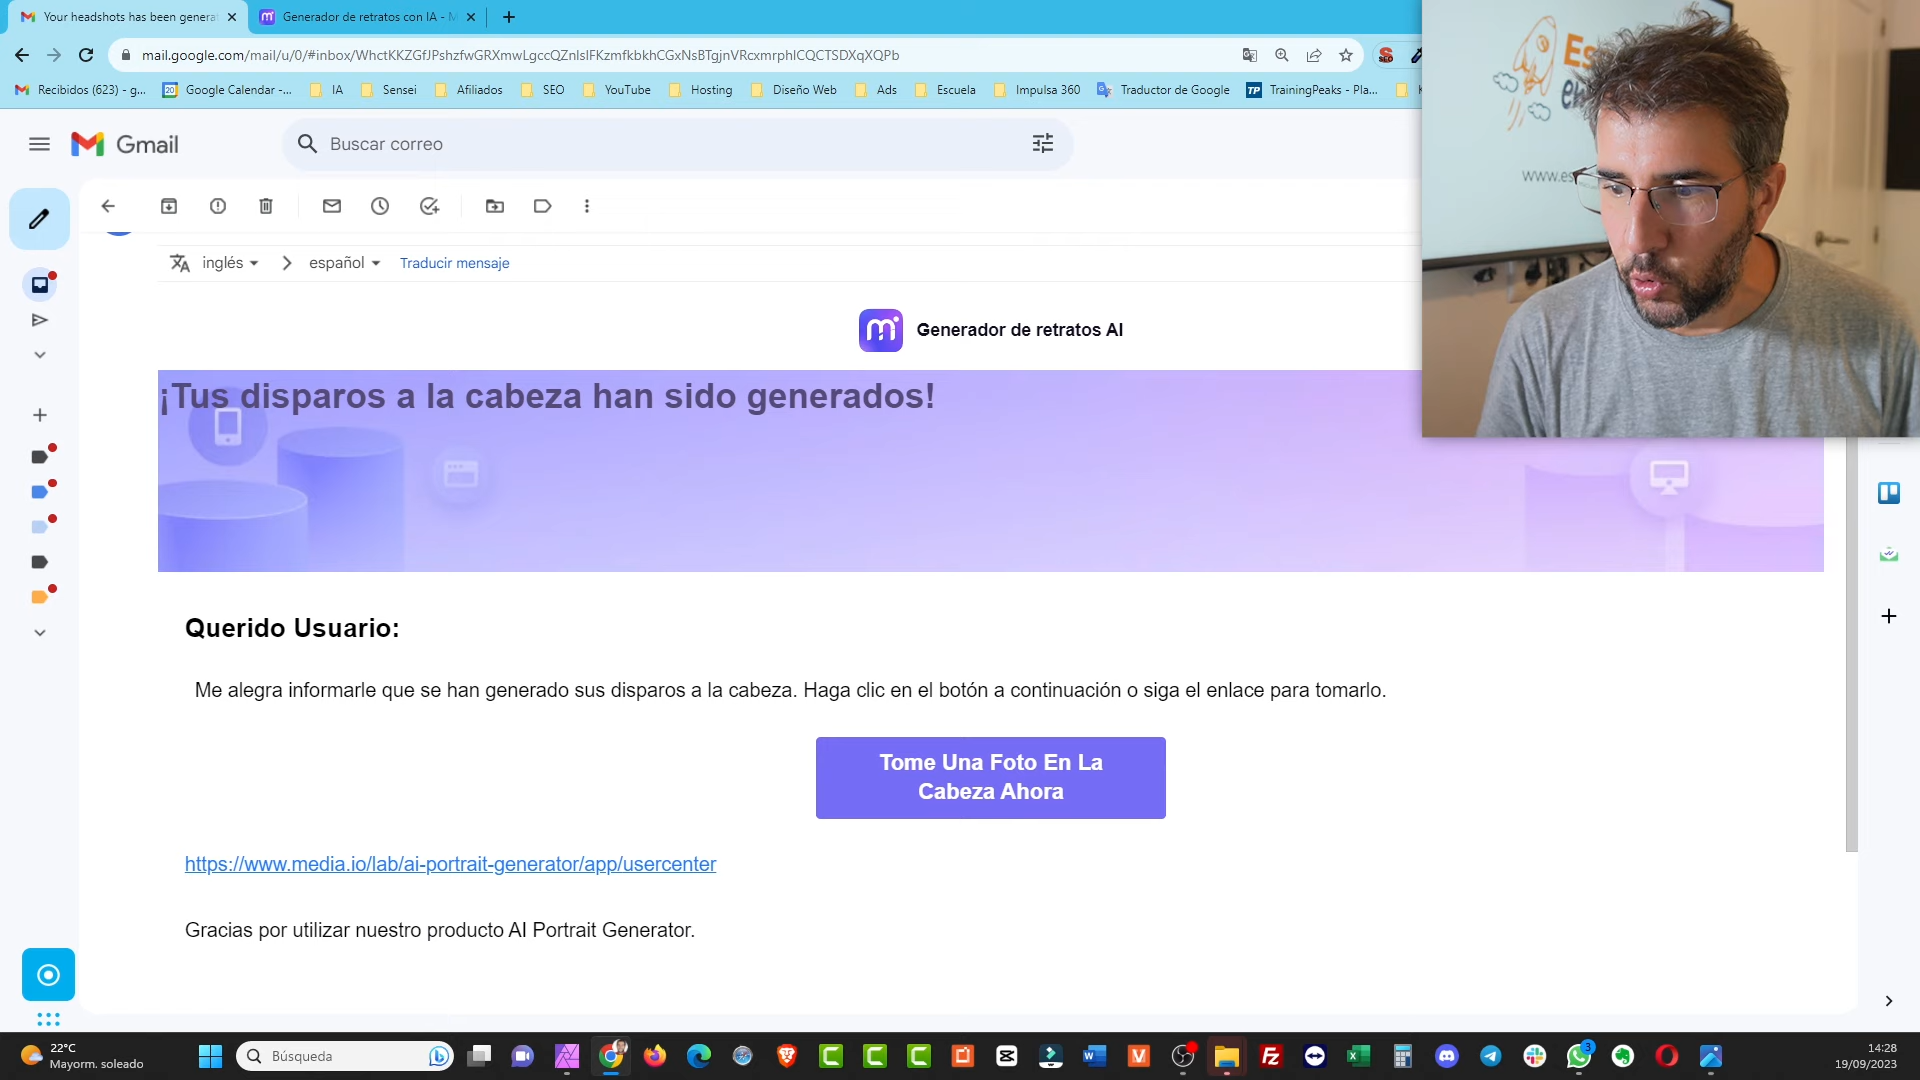 Your headshots has been genera
Generador de retratos con IA - M
mail.google.com/mail/u/0/#inbox/WhctKKZGfJPshzfwGRXmwLgccQZnlsIFKzmfkbkhCGxNsBTgjnVRcxmrphlCQCTSDXqXQPb
Recibidos (623) - g...
Google Calendar -...
IA
Sensei
Afiliados
SEO
YouTube
Hosting
Diseño Web
Ads
Escuela
Impulsa 360
Traductor de Google
TrainingPeaks - Pla...
Gmail
Buscar correo
inglés
español
Traducir mensaje
Generador de retratos AI
¡Tus disparos a la cabeza han sido generados!
Querido Usuario:
Me alegra informarle que se han generado sus disparos a la cabeza. Haga clic en el botón a continuación o siga el enlace para tomarlo.
Tome Una Foto En La
Cabeza Ahora
https://www.media.io/lab/ai-portrait-generator/app/usercenter
Gracias por utilizar nuestro producto AI Portrait Generator.
22°C
Mayorm. soleado
Búsqueda
3
14:28
19/09/2023